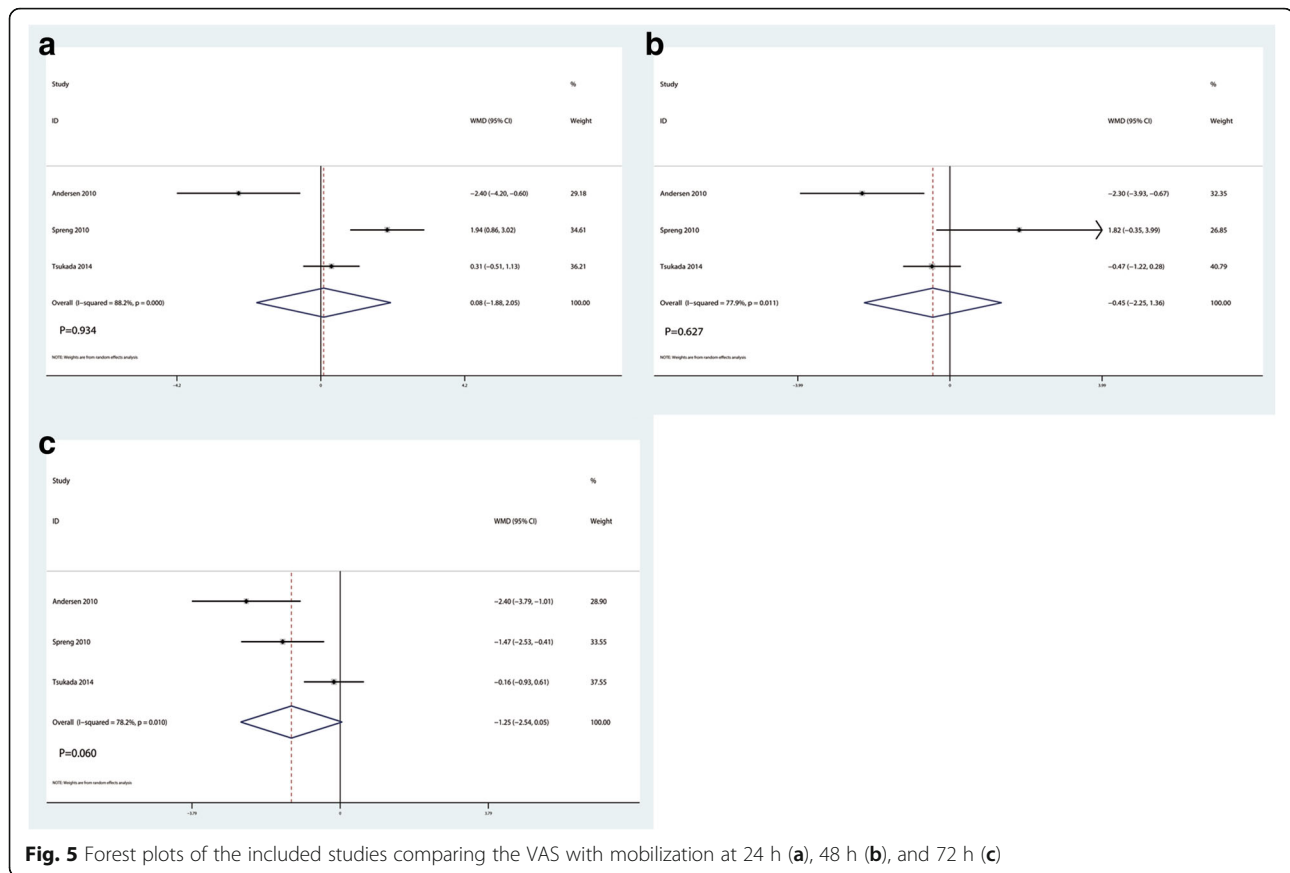 a
Study %
ID WMD (95% CI) Weight
Andersen 2010 −2.40 (−4.20, −0.60) 29.18
Spreng 2010 1.94 (0.86, 3.02) 34.61
Tsukada 2014 0.31 (−0.51, 1.13) 36.21
Overall (I−squared = 88.2%, p = 0.000) 0.08 (−1.88, 2.05) 100.00
P=0.934
NOTE: Weights are from random effects analysis
−4.2 0 4.2
b
Study %
ID WMD (95% CI) Weight
Andersen 2010 −2.30 (−3.93, −0.67) 32.35
Spreng 2010 1.82 (−0.35, 3.99) 26.85
Tsukada 2014 −0.47 (−1.22, 0.28) 40.79
Overall (I−squared = 77.9%, p = 0.011) −0.45 (−2.25, 1.36) 100.00
P=0.627
NOTE: Weights are from random effects analysis
−3.99 0 3.99
c
Study %
ID WMD (95% CI) Weight
Andersen 2010 −2.40 (−3.79, −1.01) 28.90
Spreng 2010 −1.47 (−2.53, −0.41) 33.55
Tsukada 2014 −0.16 (−0.93, 0.61) 37.55
Overall (I−squared = 78.2%, p = 0.010) −1.25 (−2.54, 0.05) 100.00
P=0.060
NOTE: Weights are from random effects analysis
−3.79 0 3.79
Fig. 5 Forest plots of the included studies comparing the VAS with mobilization at 24 h (a), 48 h (b), and 72 h (c)